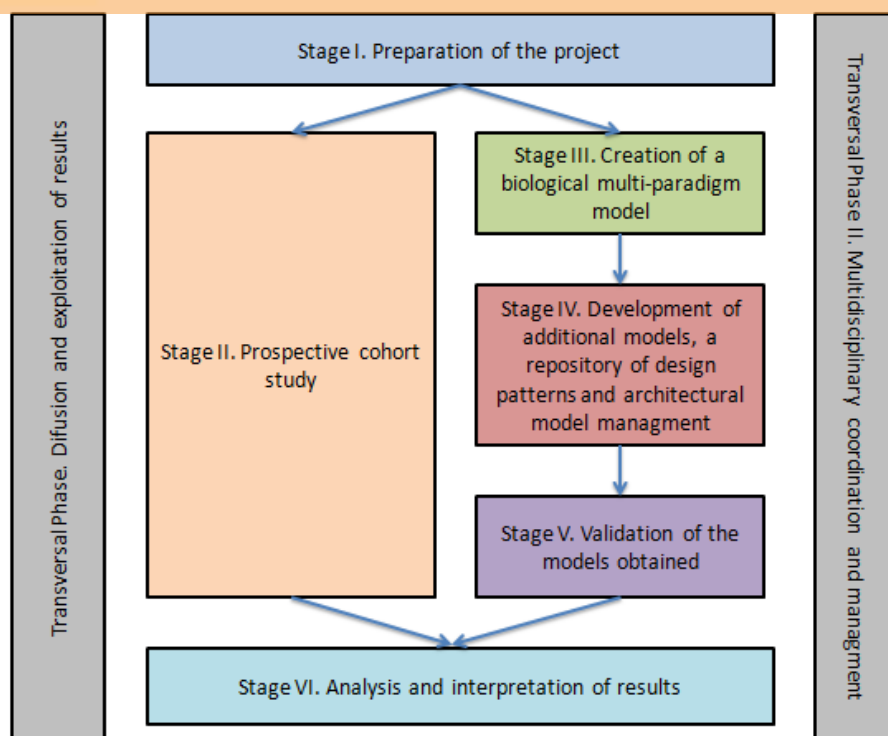 Stage I. Preparation of the project
Transversal Phase. Difusion and exploitation of results
Stage II. Prospective cohort
study
Stage III. Creation of a
biological multi-paradigm
model
Stage IV. Development of
additional models, a
repository of design
patterns and architectural
model managment
Stage V. Validation of the
models obtained
Transversal Phase II. Multidisciplinary coordination and managment
Stage VI. Analysis and interpretation of results